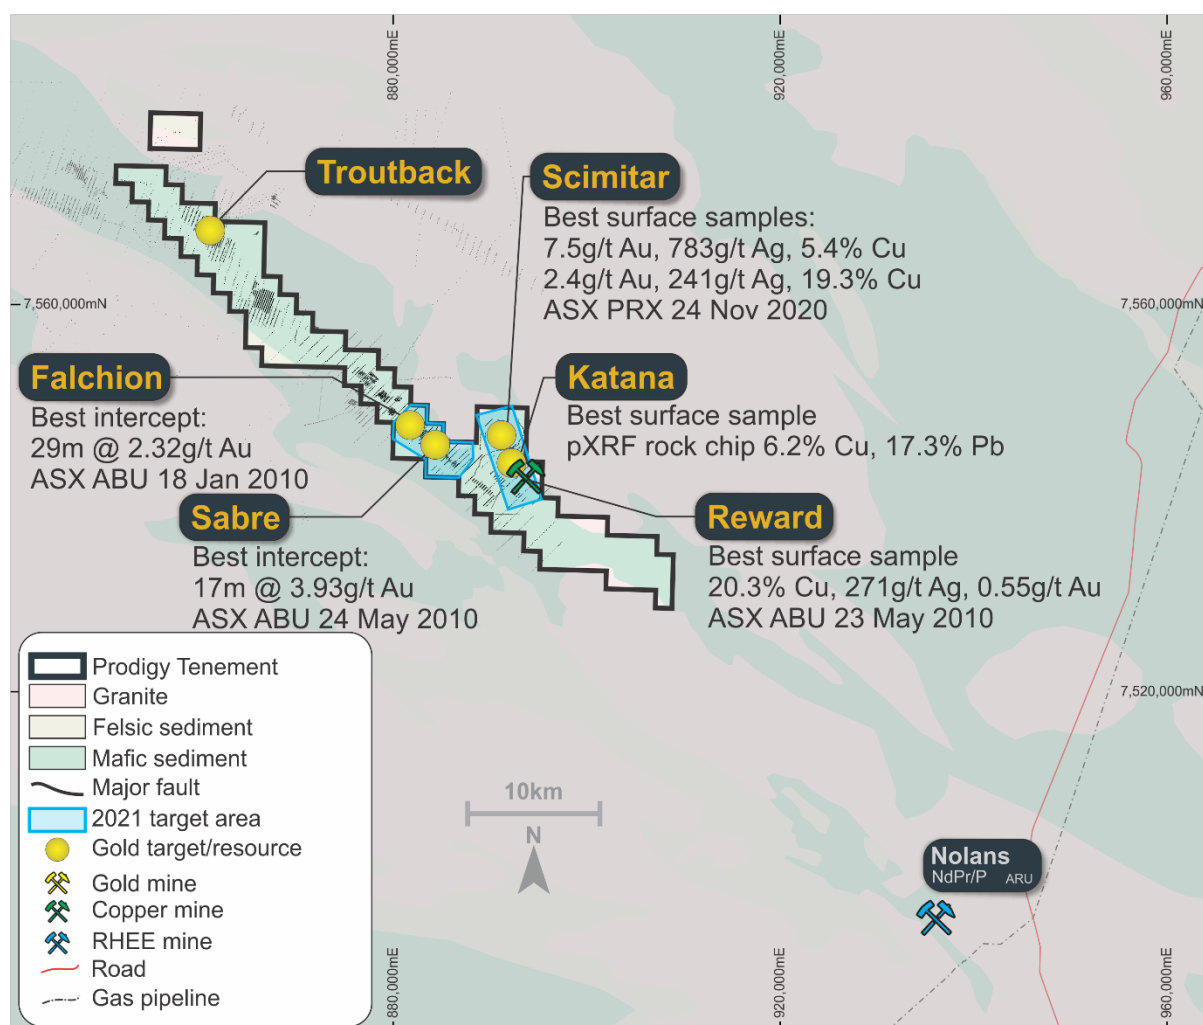 880,000mE
920,000mE
960,000mE
Troutback
Scimitar
Best surface samples:
7.5g/t Au, 783g/t Ag, 5.4% Cu
2.4g/t Au, 241g/t Ag, 19.3% Cu
ASX PRX 24 Nov 2020
7,560,000mN
7,560,000mN
Falchion
Best intercept:
29m @ 2.32g/t Au
ASX ABU 18 Jan 2010
Katana
Best surface sample
pXRF rock chip 6.2% Cu, 17.3% Pb
Sabre
Best intercept:
17m @ 3.93g/t Au
ASX ABU 24 May 2010
Reward
Best surface sample
20.3% Cu, 271g/t Ag, 0.55g/t Au
ASX ABU 23 May 2010
Prodigy Tenement
Granite
Felsic sediment
Mafic sediment
Major fault
2021 target area
Gold target/resource
Gold mine
Copper mine
RHEE mine
Road
Gas pipeline
7,520,000mN
10km
N
Nolans
NdPr/P ARU
880,000mE
920,000mE
960,000mE